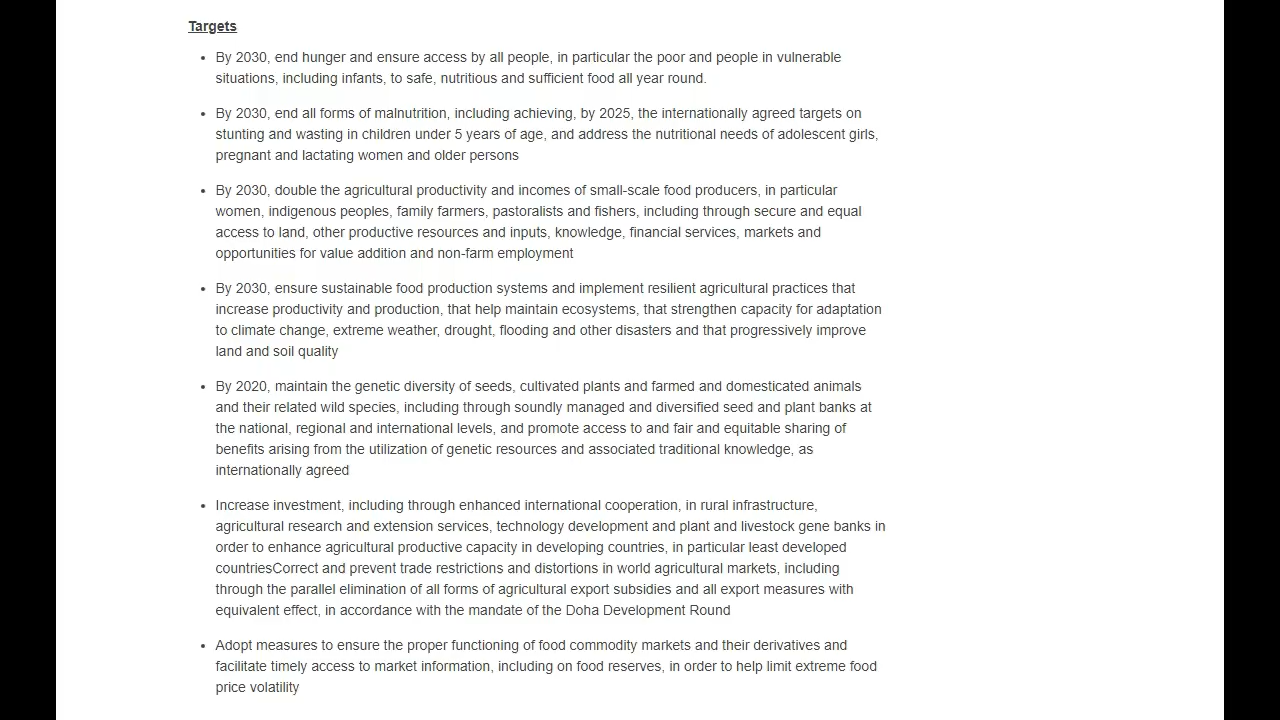 Targets
• By 2030, end hunger and ensure access by all people, in particular the poor and people in vulnerable
situations, including infants, to safe, nutritious and sufficient food all year round.
• By 2030, end all forms of malnutrition, including achieving, by 2025, the internationally agreed targets on
stunting and wasting in children under 5 years of age, and address the nutritional needs of adolescent girls,
pregnant and lactating women and older persons
• By 2030, double the agricultural productivity and incomes of small-scale food producers, in particular
women, indigenous peoples, family farmers, pastoralists and fishers, including through secure and equal
access to land, other productive resources and inputs, knowledge, financial services, markets and
opportunities for value addition and non-farm employment
• By 2030, ensure sustainable food production systems and implement resilient agricultural practices that
increase productivity and production, that help maintain ecosystems, that strengthen capacity for adaptation
to climate change, extreme weather, drought, flooding and other disasters and that progressively improve
land and soil quality
• By 2020, maintain the genetic diversity of seeds, cultivated plants and farmed and domesticated animals
and their related wild species, including through soundly managed and diversified seed and plant banks at
the national, regional and international levels, and promote access to and fair and equitable sharing of
benefits arising from the utilization of genetic resources and associated traditional knowledge, as
internationally agreed
• Increase investment, including through enhanced international cooperation, in rural infrastructure,
agricultural research and extension services, technology development and plant and livestock gene banks in
order to enhance agricultural productive capacity in developing countries, in particular least developed
countriesCorrect and prevent trade restrictions and distortions in world agricultural markets, including
through the parallel elimination of all forms of agricultural export subsidies and all export measures with
equivalent effect, in accordance with the mandate of the Doha Development Round
• Adopt measures to ensure the proper functioning of food commodity markets and their derivatives and
facilitate timely access to market information, including on food reserves, in order to help limit extreme food
price volatility